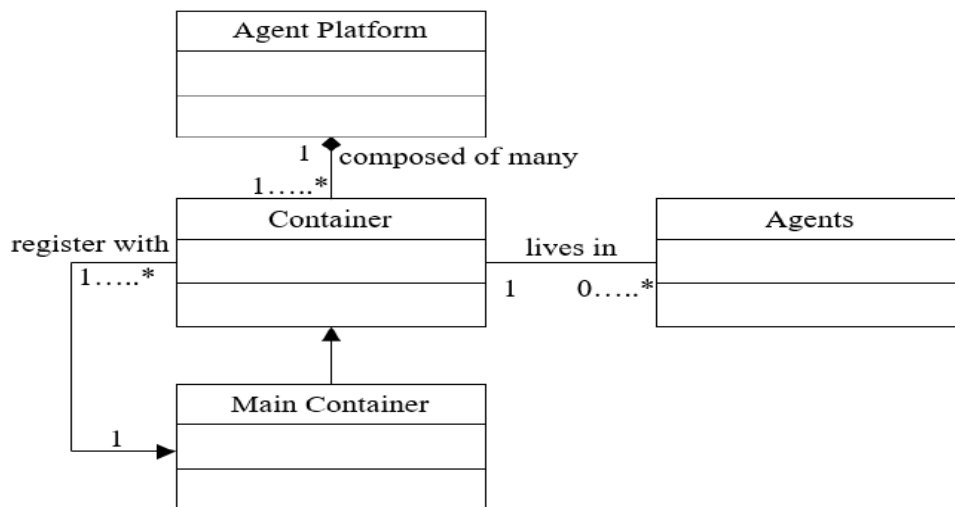 Agent Platform
1
composed of many
1…..*
Container
Agents
register with
lives in
1…..*
1
0…..*
Main Container
1